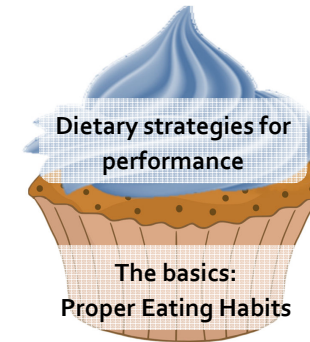 Dietary strategies for
performance
The basics:
Proper Eating Habits